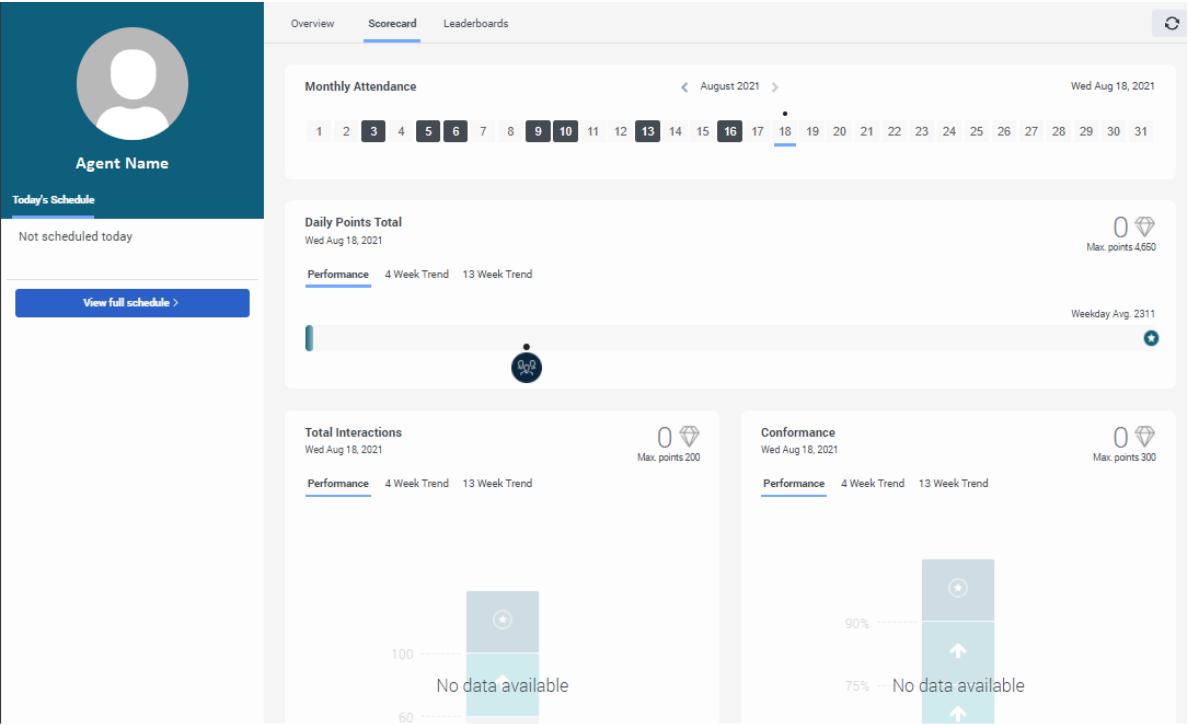 Agent Name
Today's Schedule
Not scheduled today
View full schedule >
Overview Scorecard Leaderboards
Monthly Attendance < August 2021 > Wed Aug 18, 2021
1 2 3 4 5 6 7 8 9 10 11 12 13 14 15 16 17 18 19 20 21 22 23 24 25 26 27 28 29 30 31
Daily Points Total 0
Wed Aug 18, 2021 Max. points 4,650
Performance 4 Week Trend 13 Week Trend
Weekday Avg. 2311
Total Interactions 0
Wed Aug 18, 2021 Max. points 200
Performance 4 Week Trend 13 Week Trend
100
No data available
60
Conformance 0
Wed Aug 18, 2021 Max. points 300
Performance 4 Week Trend 13 Week Trend
90%
75% No data available